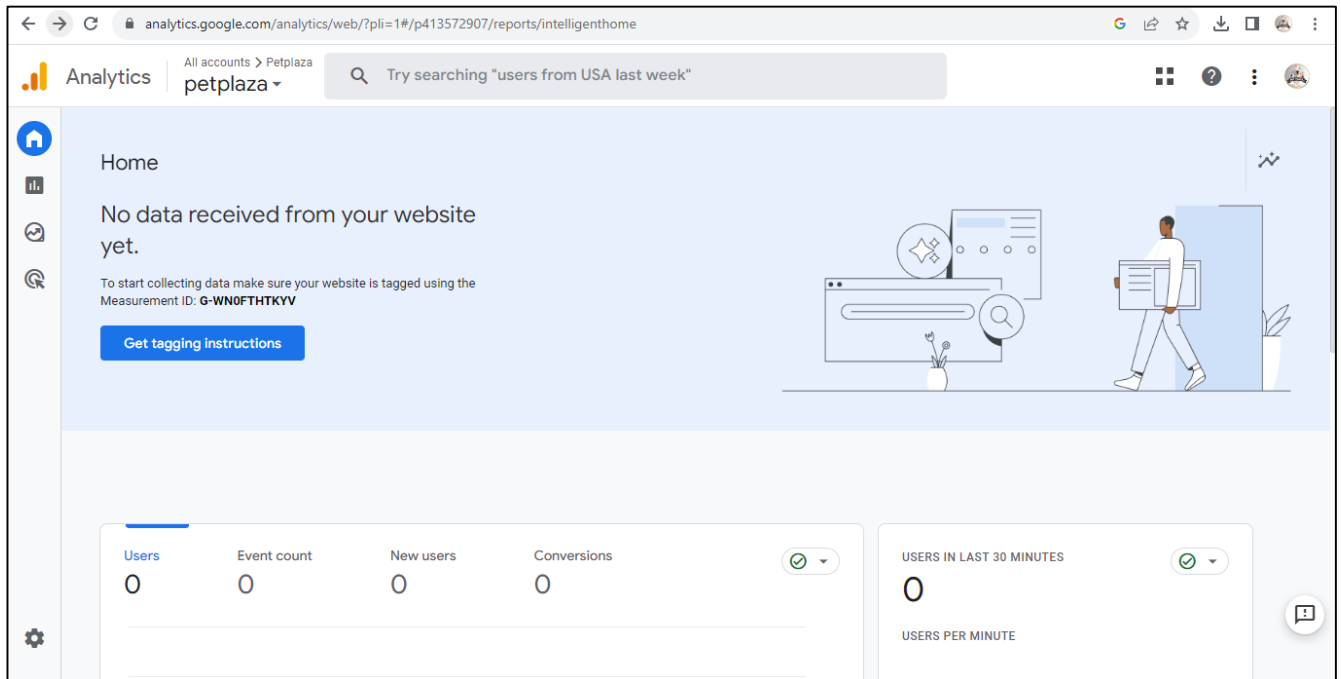 analytics.google.com/analytics/web/?pli=1#/p413572907/reports/intelligenthome
Analytics
All accounts > Petplaza
petplaza
Try searching "users from USA last week"
Home
No data received from your website
yet.
To start collecting data make sure your website is tagged using the
Measurement ID: G-WN0FTHTKYV
Get tagging instructions
Users Event count New users Conversions
0 0 0 0
USERS IN LAST 30 MINUTES
0
USERS PER MINUTE